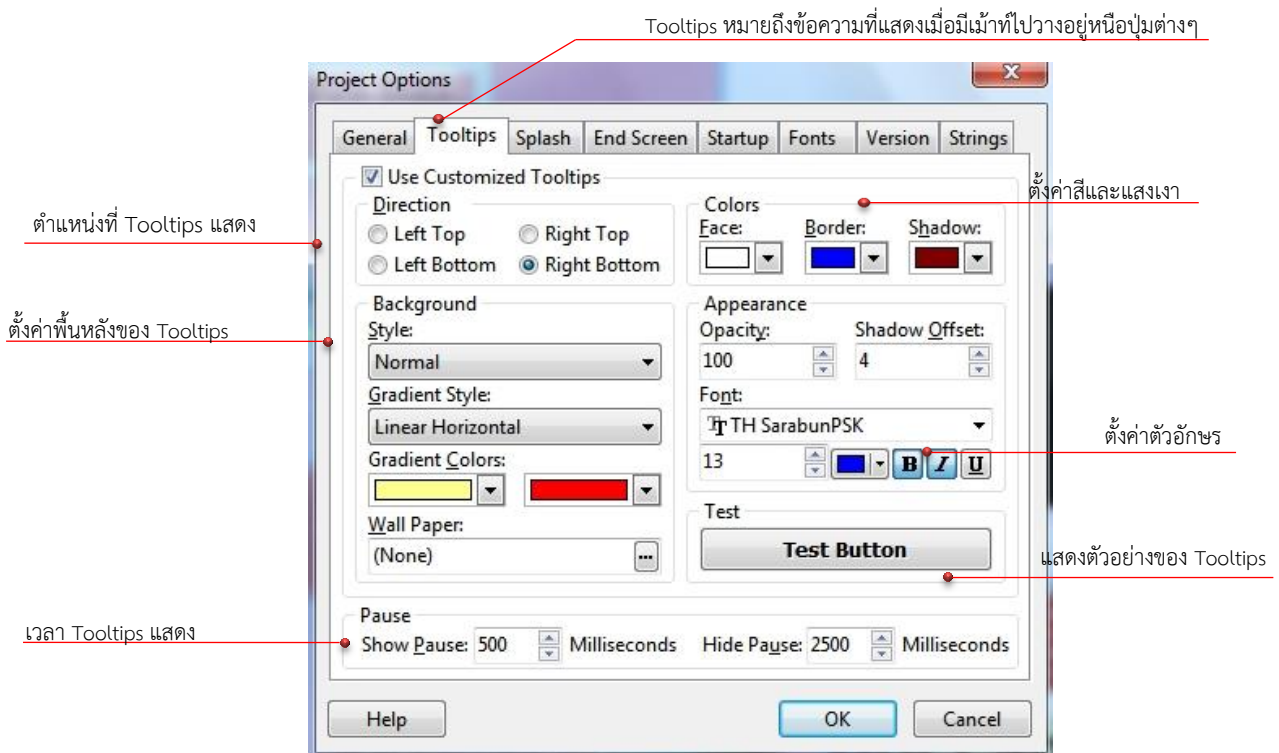 Tooltips หมายถึงข้อความที่แสดงเมื่อมีเม้าท์ไปวางอยู่หนือปุ่มต่างๆ
Project Options
General Tooltips Splash End Screen Startup Fonts Version Strings
Use Customized Tooltips
ตั้งค่าสีและแสงเงา
ตำแหน่งที่ Tooltips แสดง
Direction
Left Top Right Top
Left Bottom Right Bottom
Colors
Face: Border: Shadow:
ตั้งค่าพื้นหลังของ Tooltips
Background
Style:
Normal
Gradient Style:
Linear Horizontal
Gradient Colors:
Wall Paper:
(None)
Appearance
Opacity: Shadow Offset:
100 4
Font:
TH SarabunPSK
13 B I U
ตั้งค่าตัวอักษร
Test
Test Button
แสดงตัวอย่างของ Tooltips
เวลา Tooltips แสดง
Pause
Show Pause: 500 Milliseconds Hide Pause: 2500 Milliseconds
Help OK Cancel